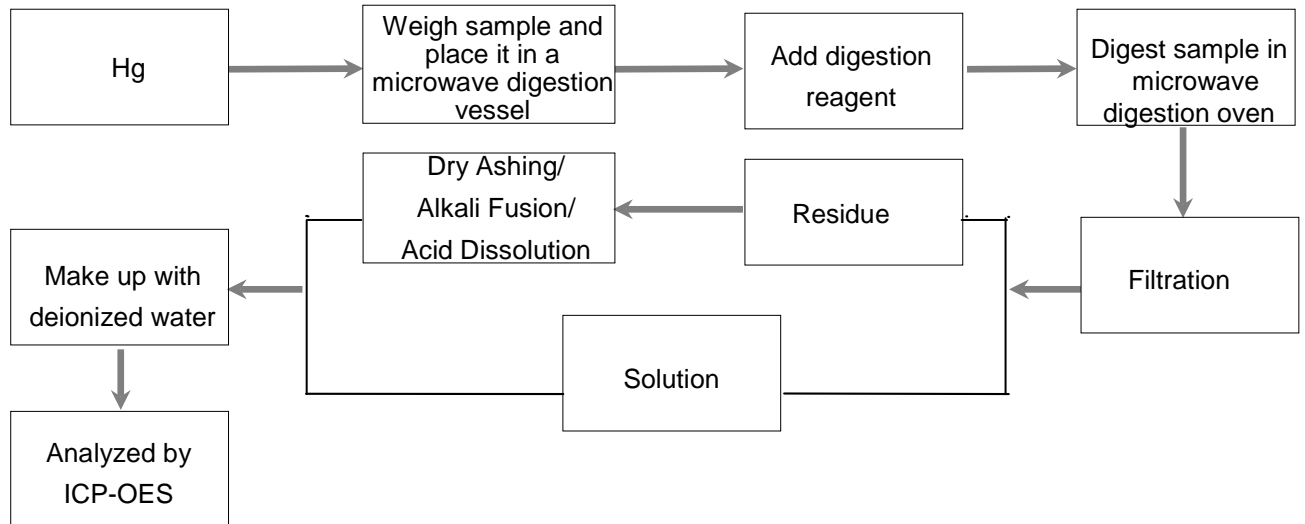 Hg
Weigh sample and
place it in a
microwave digestion
vessel
Add digestion
reagent
Digest sample in
microwave
digestion oven
Dry Ashing/
Alkali Fusion/
Acid Dissolution
Residue
Filtration
Make up with
deionized water
Solution
Analyzed by
ICP-OES